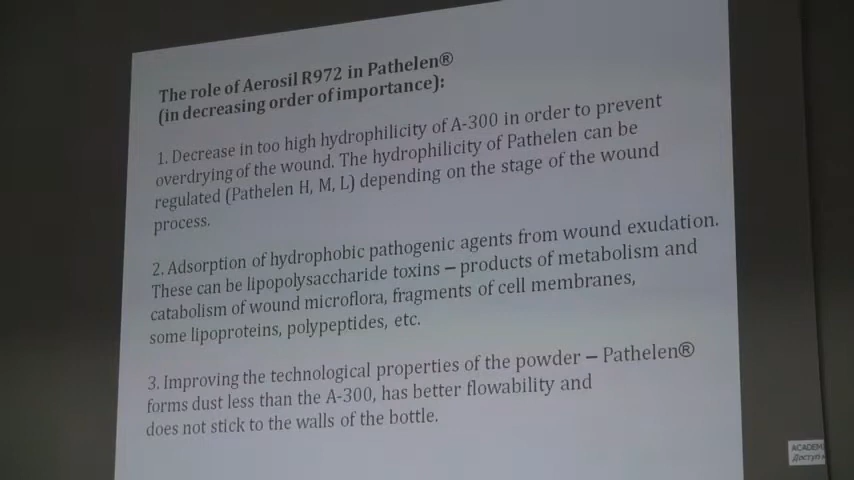 The role of Aerosil R972 in Pathelen®
(in decreasing order of importance):
1. Decrease in too high hydrophilicity of A-300 in order to prevent
overdrying of the wound. The hydrophilicity of Pathelen can be
regulated (Pathelen H, M, L) depending on the stage of the wound
process.
2. Adsorption of hydrophobic pathogenic agents from wound exudation.
These can be lipopolysaccharide toxins – products of metabolism and
catabolism of wound microflora, fragments of cell membranes,
some lipoproteins, polypeptides, etc.
3. Improving the technological properties of the powder – Pathelen®
forms dust less than the A-300, has better flowability and
does not stick to the walls of the bottle.
ACADEM
Доступ